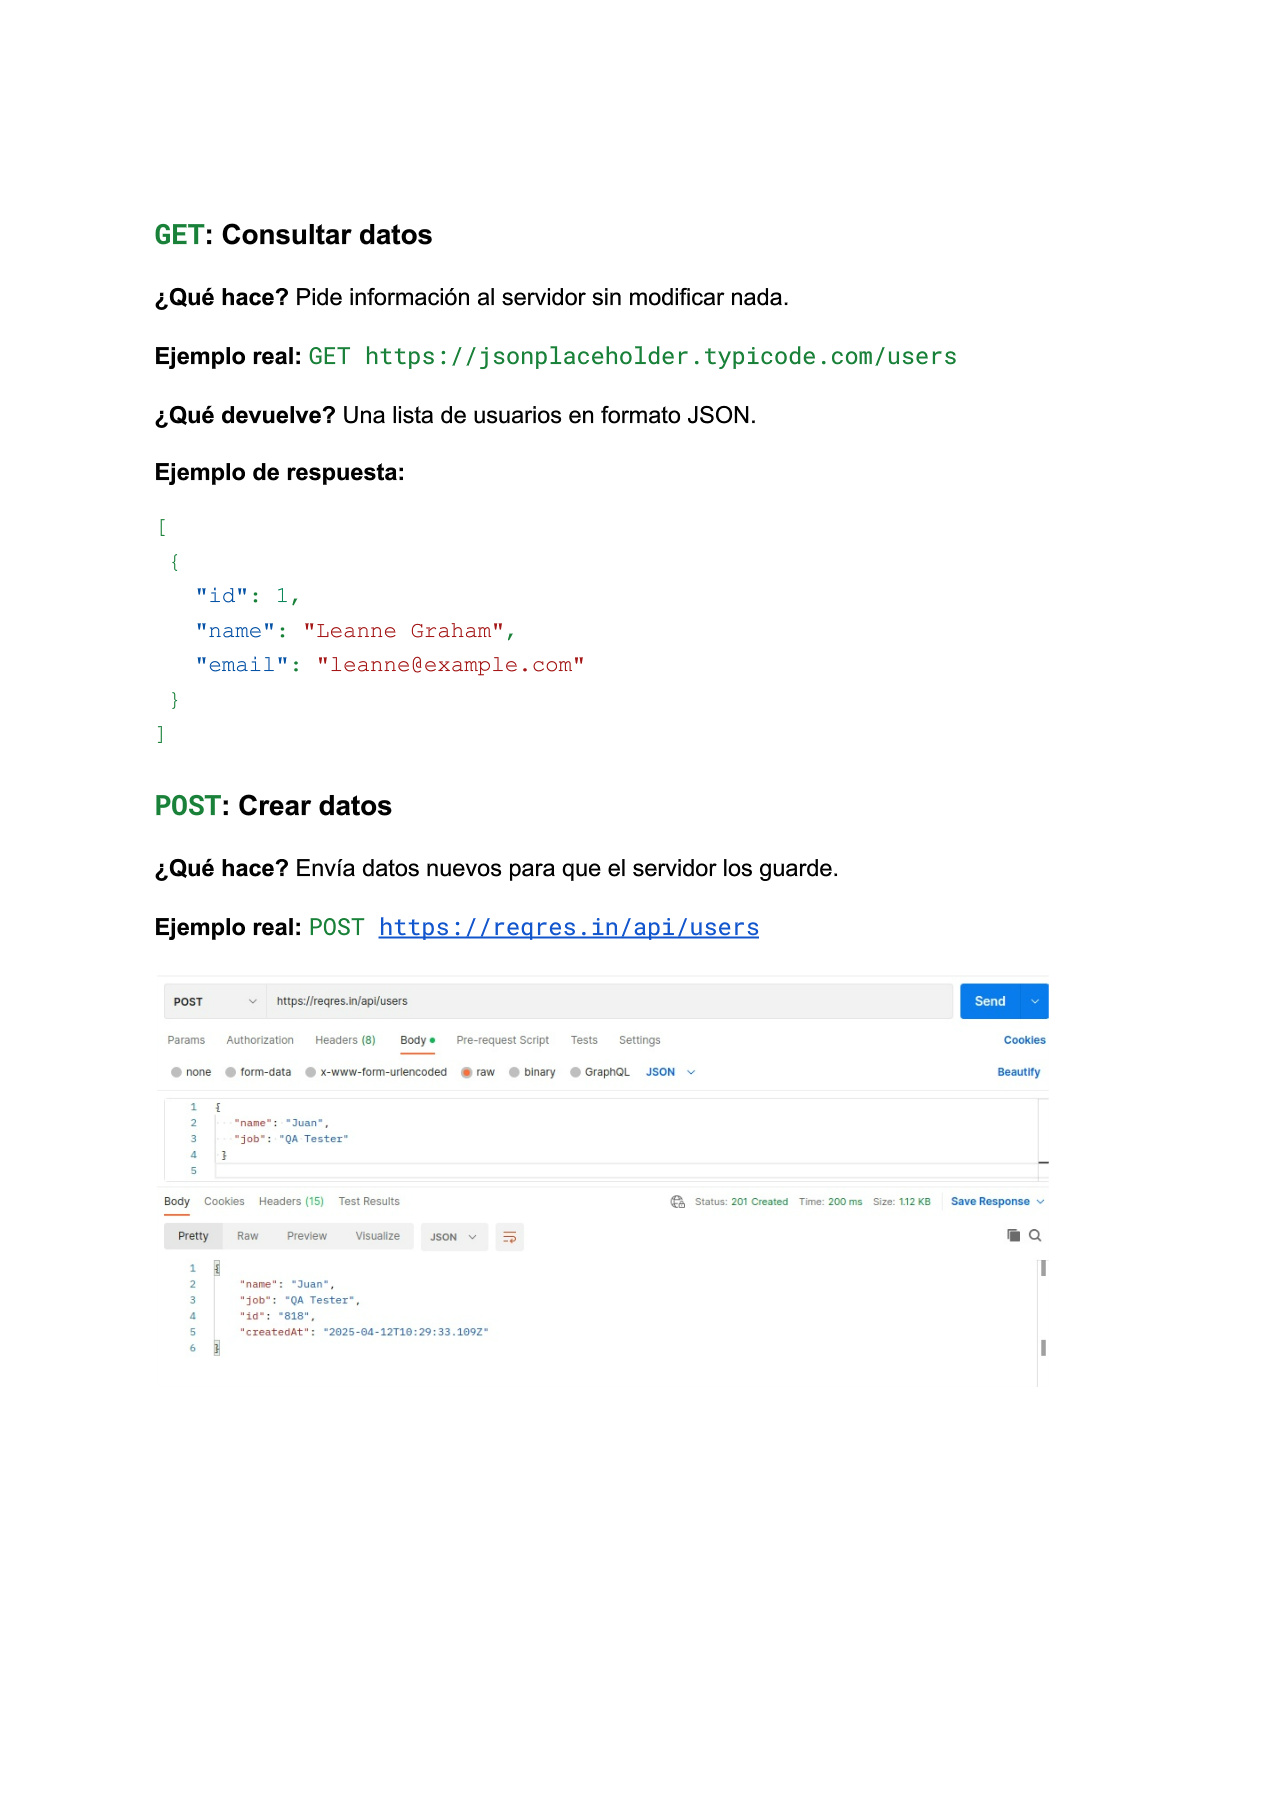 GET: Consultar datos
¿Qué hace? Pide información al servidor sin modificar nada.
Ejemplo real: GET https://jsonplaceholder.typicode.com/users
¿Qué devuelve? Una lista de usuarios en formato JSON.
Ejemplo de respuesta:
[
{
"id": 1,
"name": "Leanne Graham",
"email": "leanne@example.com"
}
]
POST: Crear datos
¿Qué hace? Envía datos nuevos para que el servidor los guarde.
Ejemplo real: POST https://reqres.in/api/users
POST https://reqres.in/api/users Send
Params Authorization Headers (8) Body Pre-request Script Tests Settings Cookies
none form-data x-www-form-urlencoded raw binary GraphQL JSON Beautify
1 {
2 "name": "Juan",
3 "job": "QA Tester"
4 }
5
Body Cookies Headers (15) Test Results Status: 201 Created Time: 200 ms Size: 1.12 KB Save Response
Pretty Raw Preview Visualize JSON
1 {
2 "name": "Juan",
3 "job": "QA Tester",
4 "id": "818",
5 "createdAt": "2025-04-12T10:29:33.109Z"
6 }